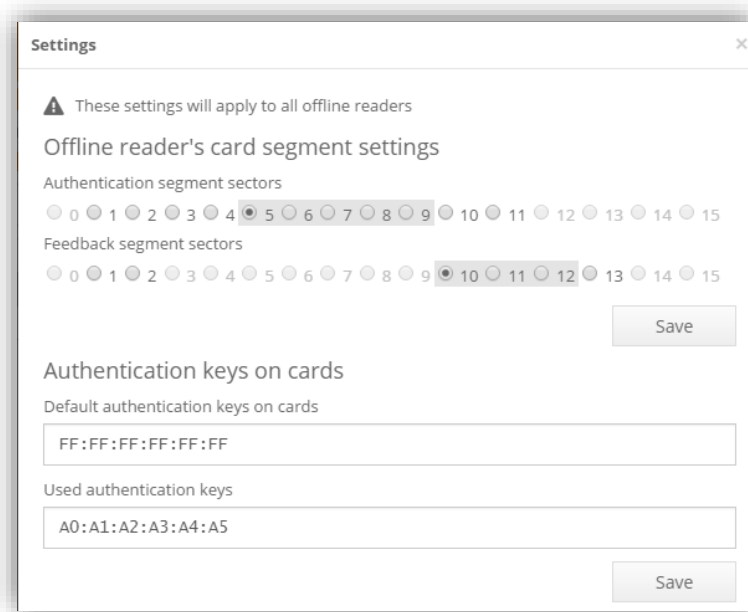 Settings ×
These settings will apply to all offline readers
Offline reader's card segment settings
Authentication segment sectors
0 1 2 3 4 5 6 7 8 9 10 11 12 13 14 15
Feedback segment sectors
0 1 2 3 4 5 6 7 8 9 10 11 12 13 14 15
Save
Authentication keys on cards
Default authentication keys on cards
FF:FF:FF:FF:FF:FF
Used authentication keys
A0:A1:A2:A3:A4:A5
Save